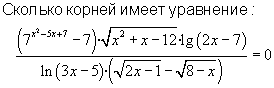 Сколько корней имеет уравнение :
(7^(x²−5x+7) − 7)·√(x² + x − 12)·lg(2x − 7)
ln(3x − 5)·(√(2x − 1) − √(8 − x)) = 0